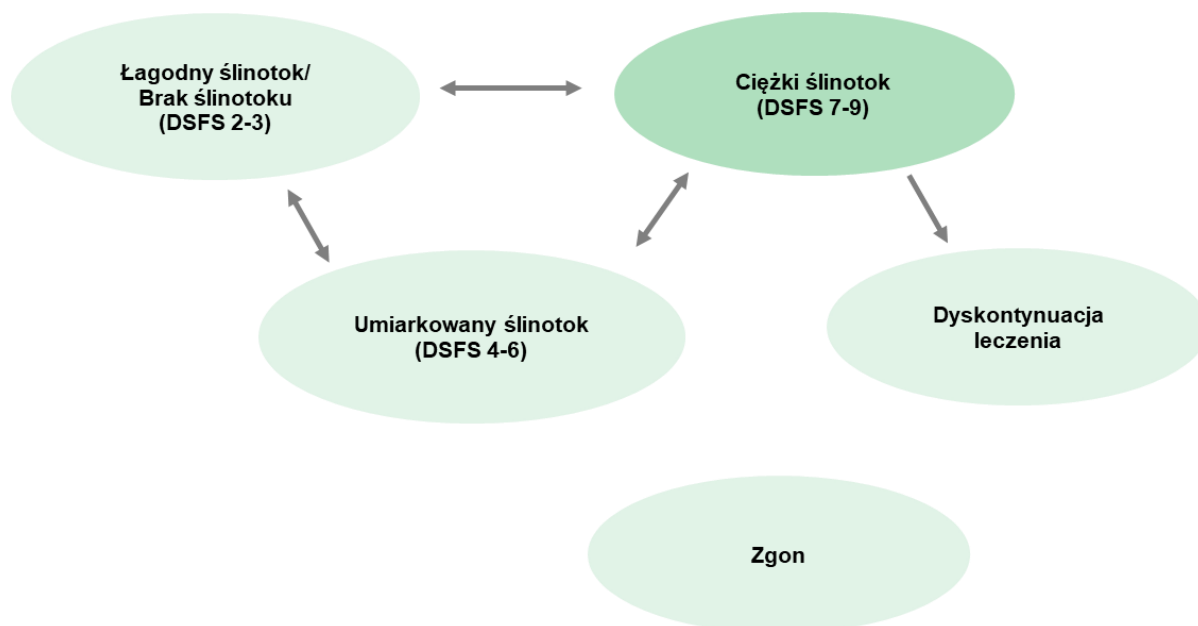 Łagodny ślinotok/
Brak ślinotoku
(DSFS 2-3)
Ciężki ślinotok
(DSFS 7-9)
Umiarkowany ślinotok
(DSFS 4-6)
Dyskontynuacja
leczenia
Zgon